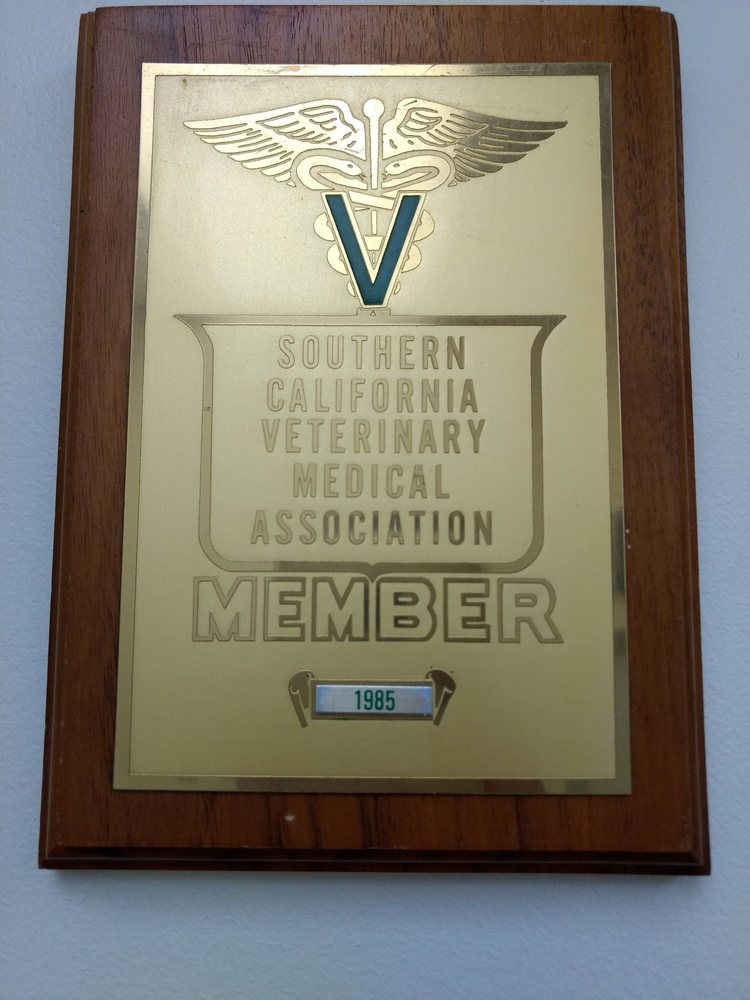 V
SOUTHERN
CALIFORNIA
VETERINARY
MEDICAL
ASSOCIATION
MEMBER
1985